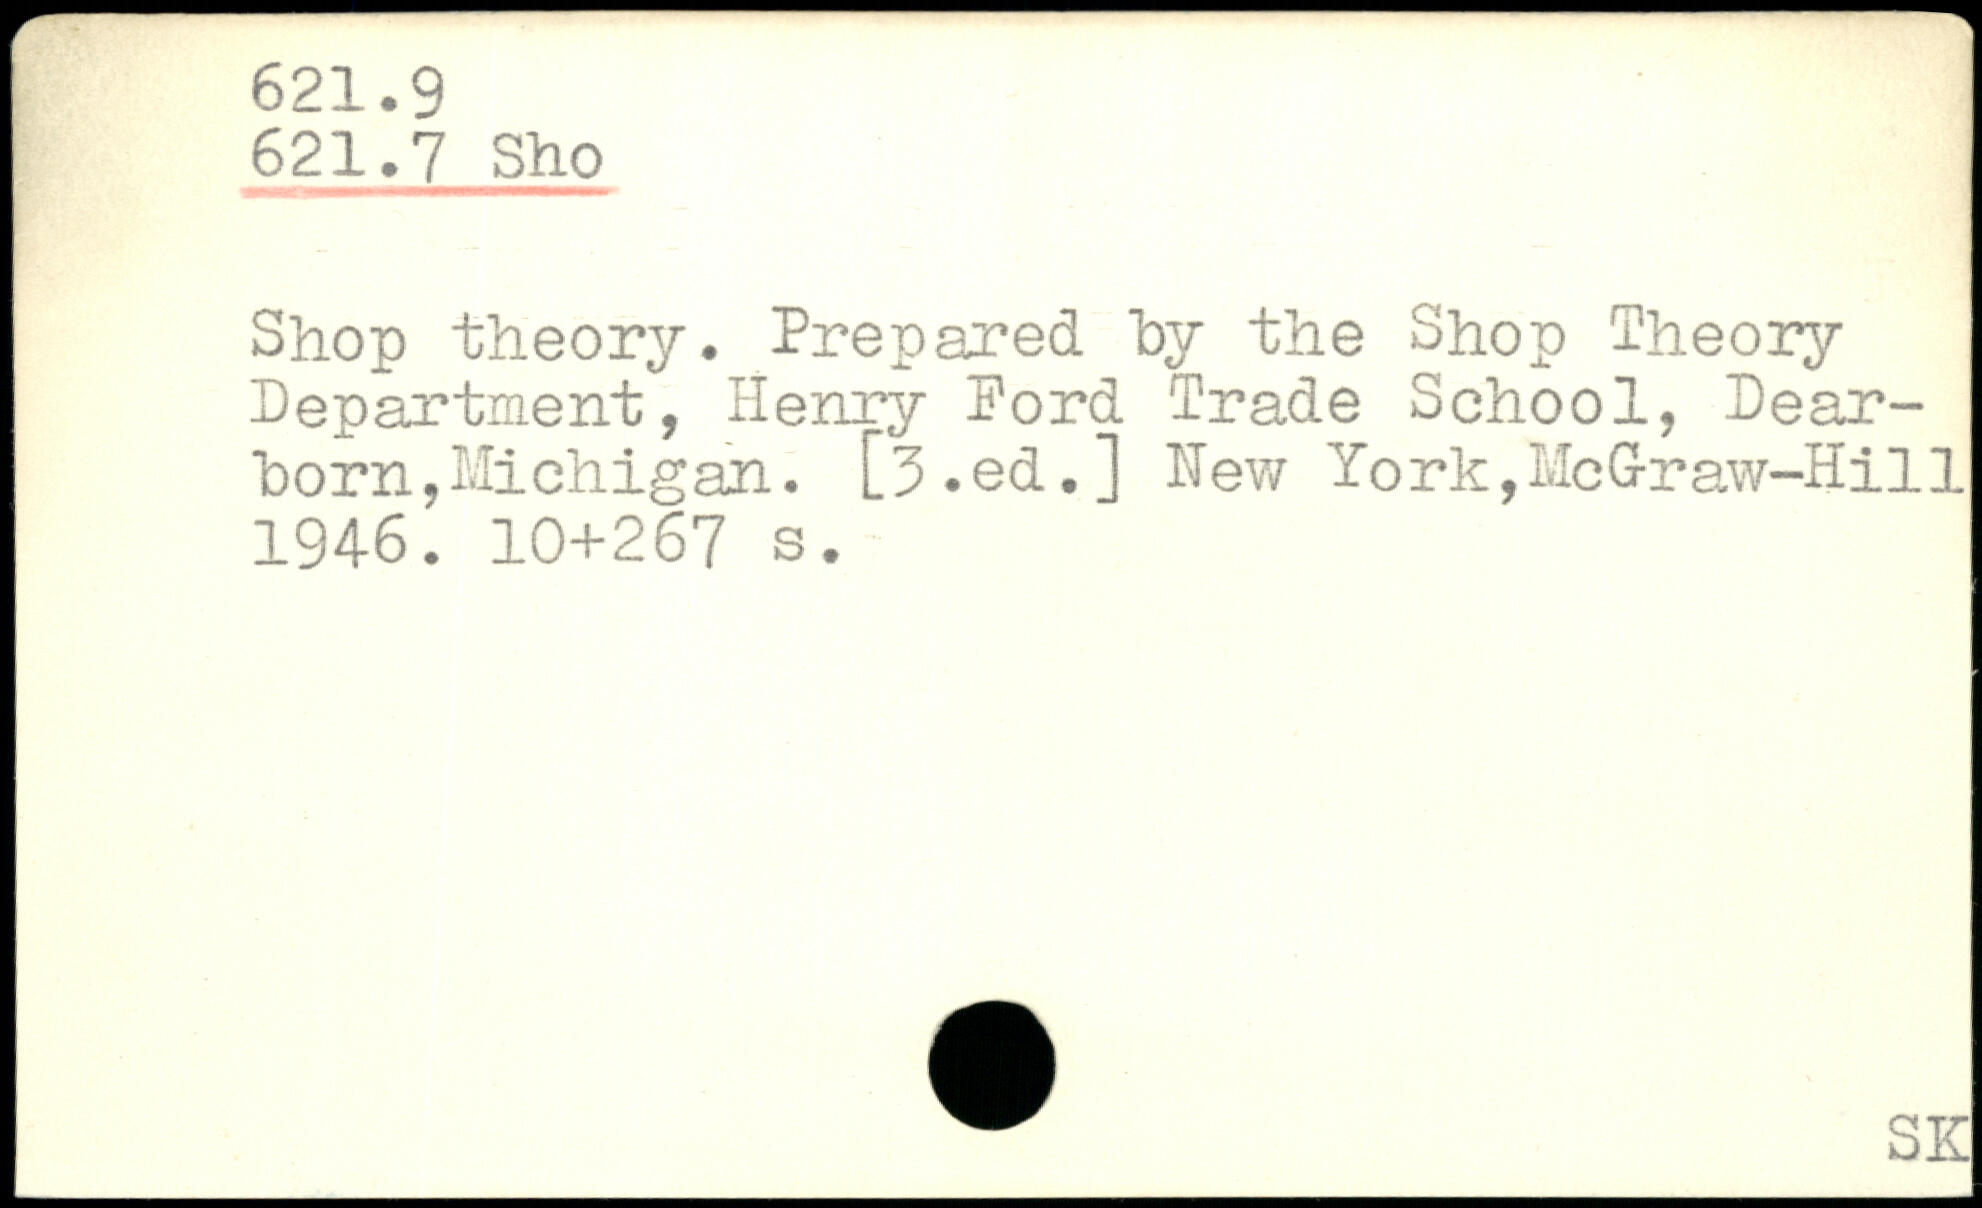 621.9
621.7 Sho
Shop theory. Prepared by the Shop Theory
Department, Henry Ford Trade School, Dear-
born,Michigan. [3.ed.] New York,McGraw-Hill
1946. 10+267 s.
SK